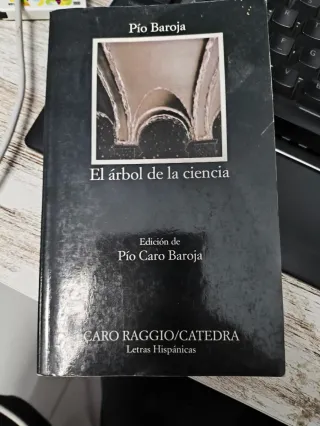 Pío Baroja
El árbol de la ciencia
Edición de
Pío Caro Baroja
CARO RAGGIO/CATEDRA
Letras Hispánicas